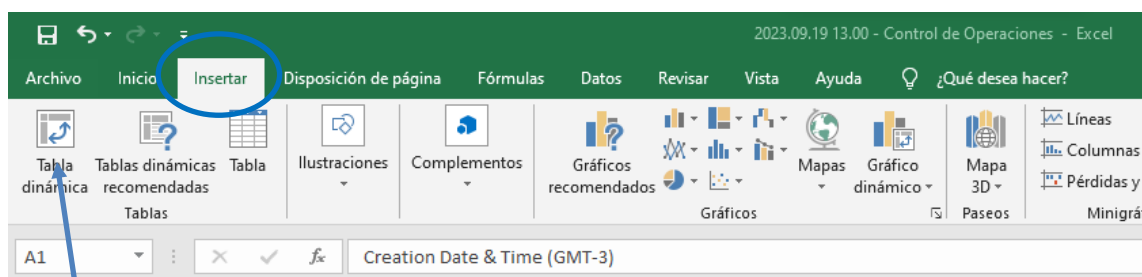 2023.09.19 13.00 - Control de Operaciones - Excel
Archivo Inicio Insertar Disposición de página Fórmulas Datos Revisar Vista Ayuda ¿Qué desea hacer?
Tabla dinámica
Tablas dinámicas recomendadas
Tabla
Tablas
Ilustraciones
Complementos
Gráficos recomendados
Mapas
Gráfico dinámico
Gráficos
Mapa 3D
Paseos
Líneas
Columnas
Pérdidas y
Minigrá
A1 fx Creation Date & Time (GMT-3)